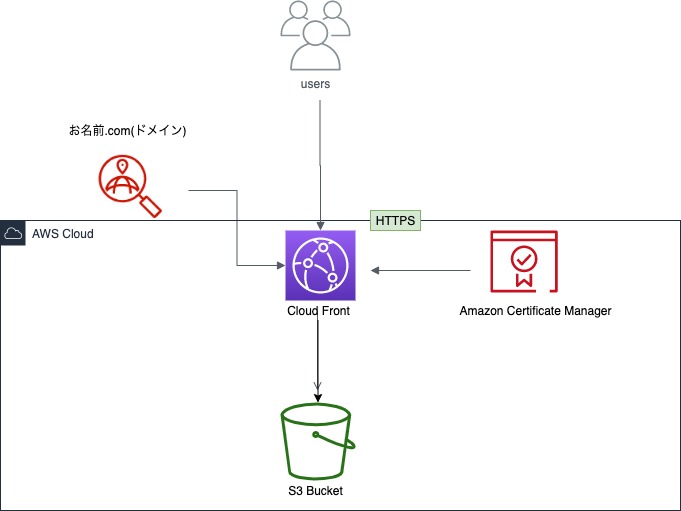 users
お名前.com(ドメイン)
HTTPS
AWS Cloud
Cloud Front
Amazon Certificate Manager
S3 Bucket